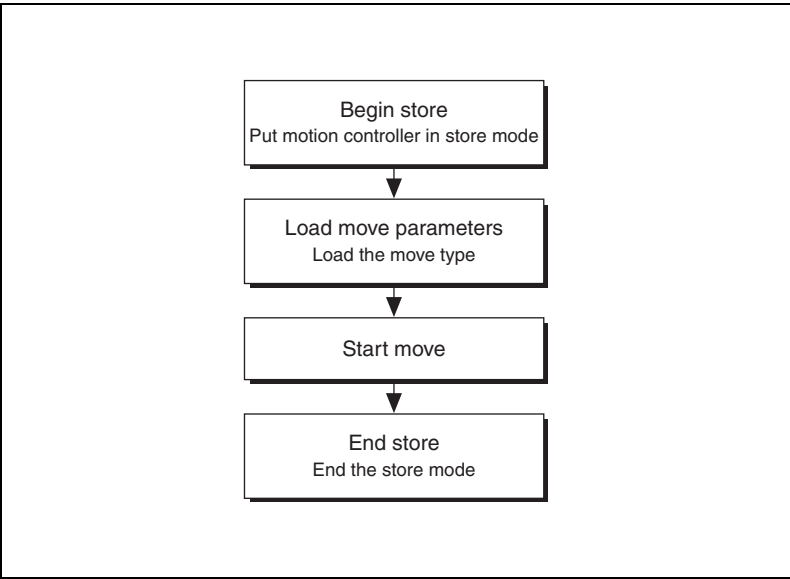 Begin store
Put motion controller in store mode
Load move parameters
Load the move type
Start move
End store
End the store mode